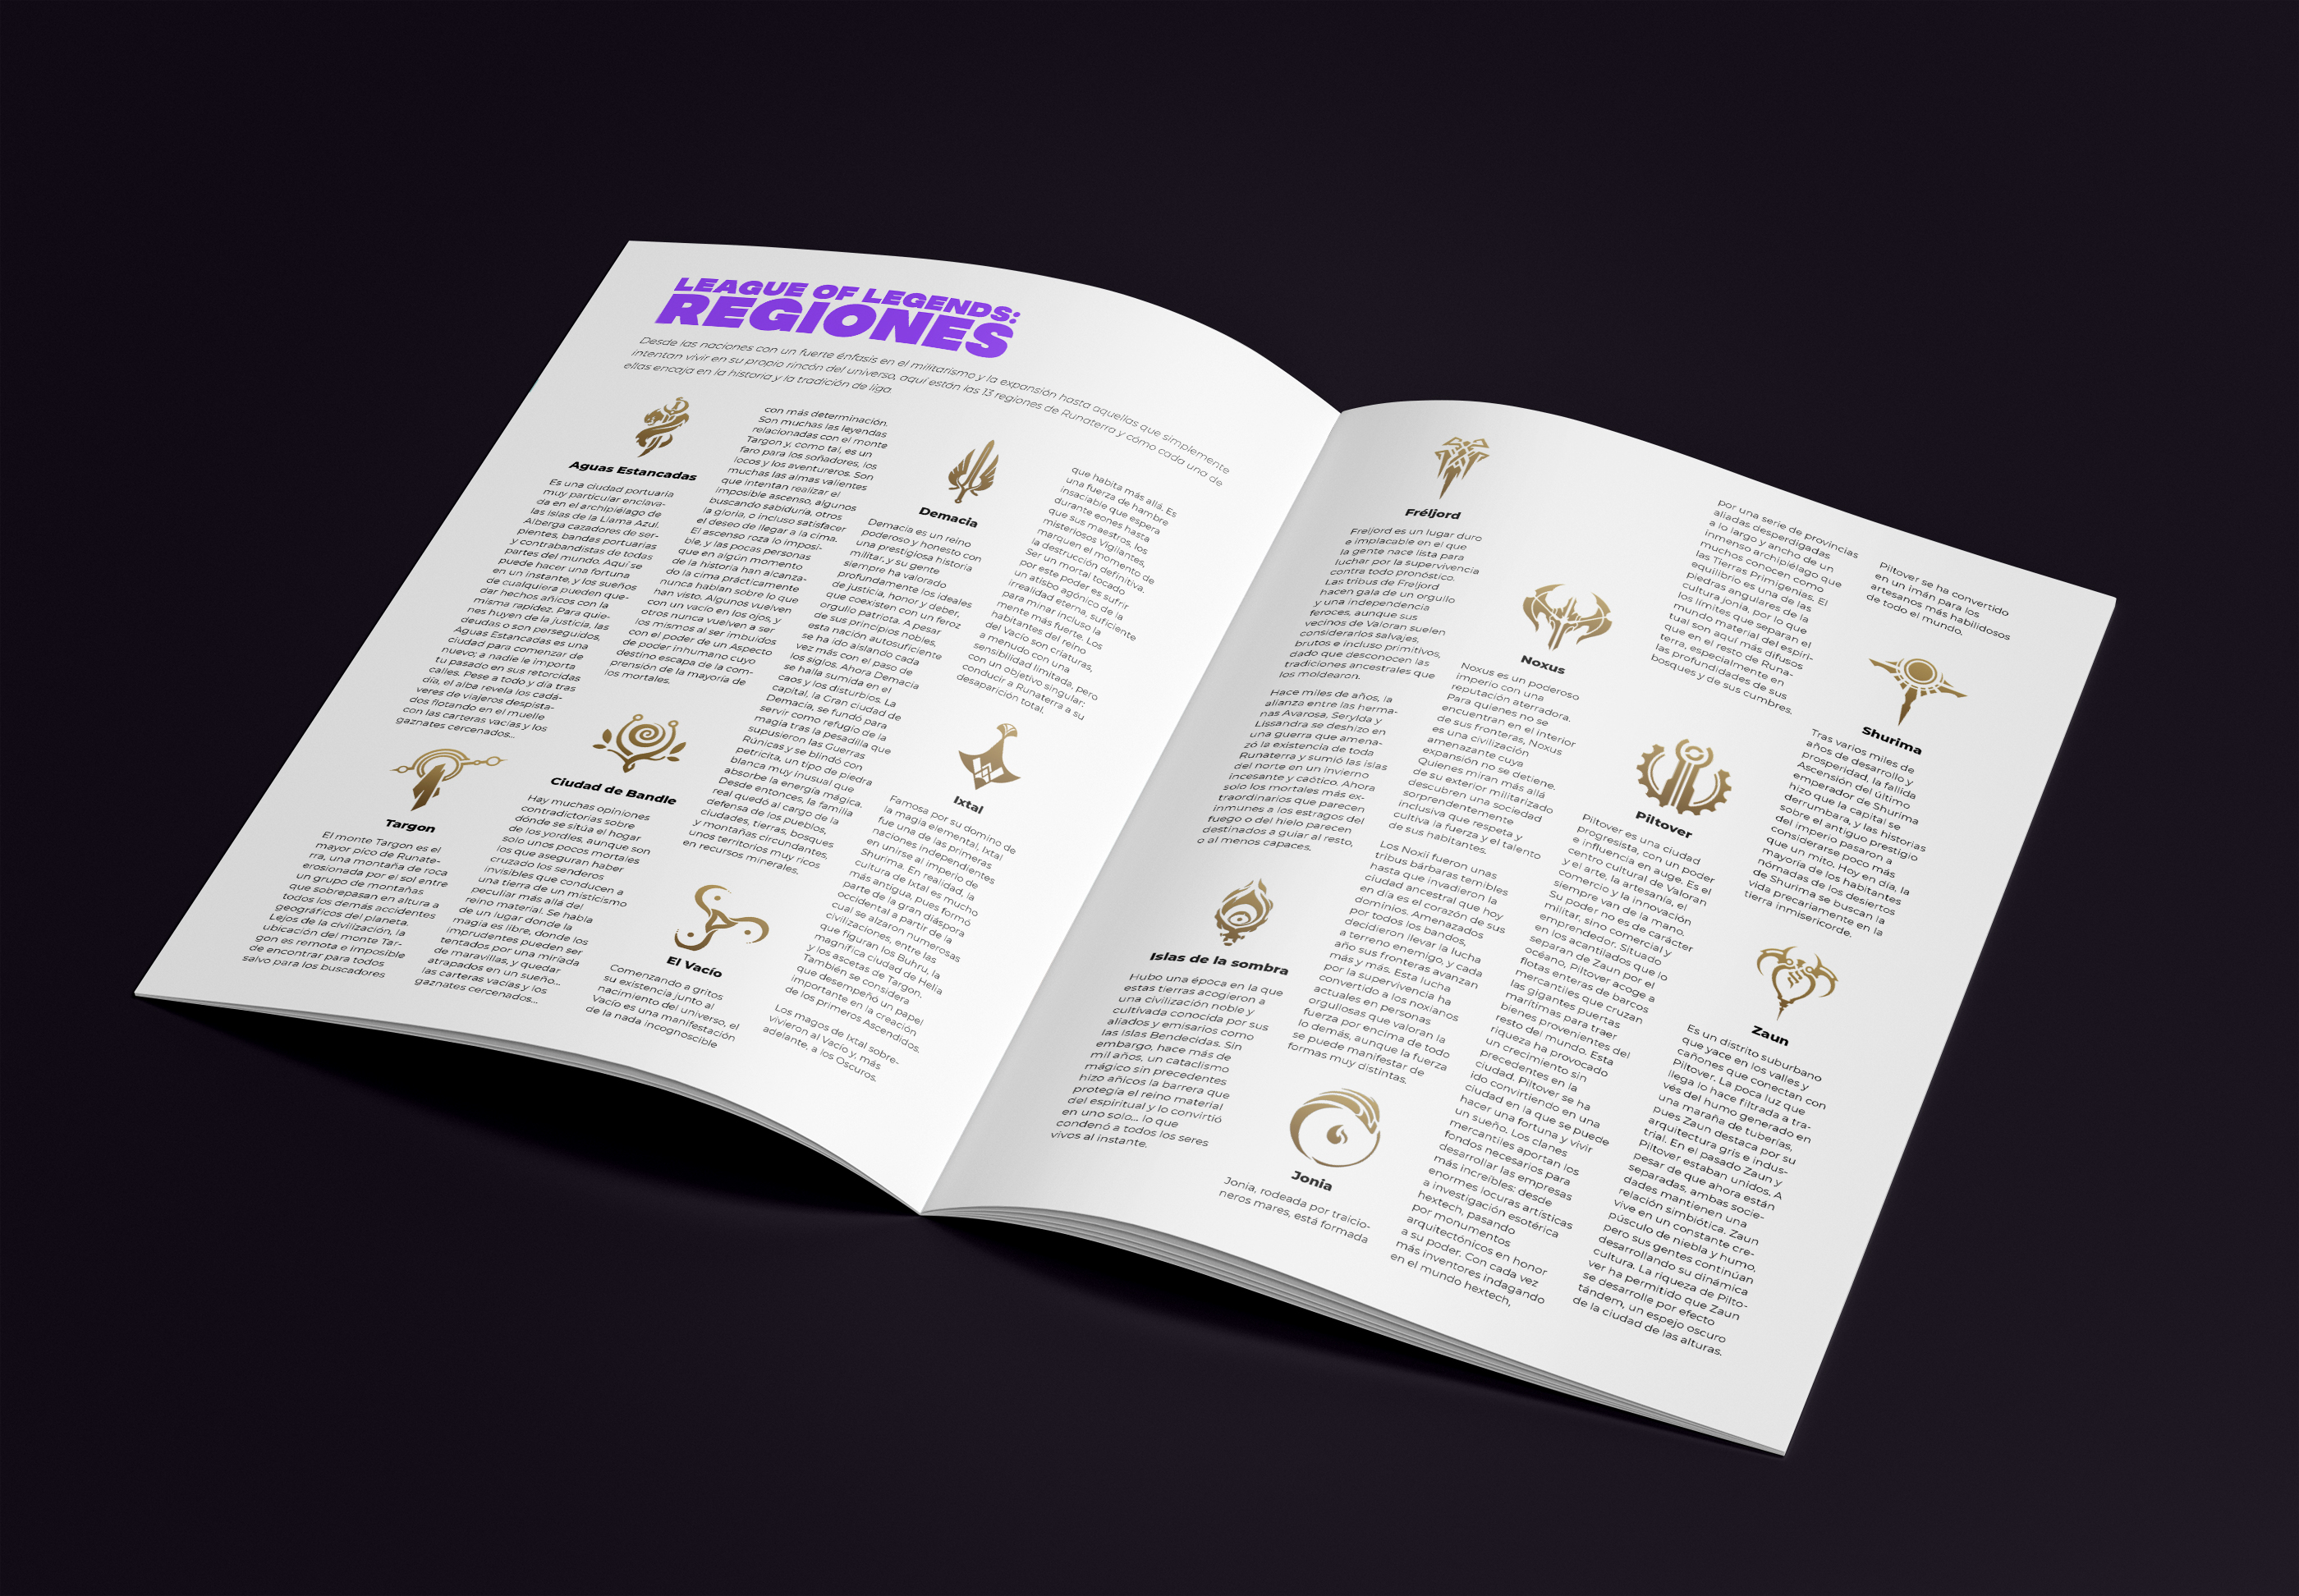 LEAGUE OF LEGENDS:
REGIONES
Desde las naciones con un fuerte énfasis en el militarismo y la expansión hasta aquellas que simplemente
intentan vivir en su propio rincón del universo, aquí están las 13 regiones de Runaterra y cómo cada una de
ellas encaja en la historia y la tradición de liga.
Aguas Estancadas
Es una ciudad portuaria
muy particular enclava-
da en el archipiélago de
las Islas de la Llama Azul.
Alberga cazadores de ser-
pientes, bandas portuarias
y contrabandistas de todas
partes del mundo. Aquí se
puede hacer una fortuna
en un instante, y los sueños
de cualquiera pueden que-
dar hechos añicos con la
misma rapidez. Para quie-
nes huyen de la justicia, las
deudas o son perseguidos,
Aguas Estancadas es una
ciudad para comenzar de
nuevo; a nadie le importa
tu pasado en sus retorcidas
calles. Pese a todo y día tras
día, el alba revela los cadá-
veres de viajeros despista-
dos flotando en el muelle
con las carteras vacías y los
gaznates cercenados...
Targon
El monte Targon es el
mayor pico de Runate-
rra, una montaña de roca
erosionada por el sol entre
un grupo de montañas
que sobrepasan en altura a
todos los demás accidentes
geográficos del planeta.
Lejos de la civilización, la
ubicación del monte Tar-
gon es remota e imposible
de encontrar para todos
salvo para los buscadores
con más determinación.
Son muchas las leyendas
relacionadas con el monte
Targon y, como tal, es un
faro para los soñadores, los
locos y los aventureros. Son
muchas las almas valientes
que intentan realizar el
imposible ascenso, algunos
buscando sabiduría, otros
la gloria, o incluso satisfacer
el deseo de llegar a la cima.
El ascenso roza lo imposi-
ble, y las pocas personas
que en algún momento
de la historia han alcanza-
do la cima prácticamente
nunca hablan sobre lo que
han visto. Algunos vuelven
con un vacío en los ojos, y
otros nunca vuelven a ser
los mismos al ser imbuidos
con el poder de un Aspecto
de poder inhumano cuyo
destino escapa de la com-
prensión de la mayoría de
los mortales.
Ciudad de Bandle
Hay muchas opiniones
contradictorias sobre
dónde se sitúa el hogar
de los yordles, aunque son
solo unos pocos mortales
los que aseguran haber
cruzado los senderos
invisibles que conducen a
una tierra de un misticismo
peculiar más allá del
reino material. Se habla
de un lugar donde la
magia es libre, donde los
imprudentes pueden ser
tentados por una miríada
de maravillas, y quedar
atrapados en un sueño...
las carteras vacías y los
gaznates cercenados...
Demacia
Demacia es un reino
poderoso y honesto con
una prestigiosa historia
militar, y su gente
siempre ha valorado
profundamente los ideales
de justicia, honor y deber,
que coexisten con un feroz
orgullo patriota. A pesar
de sus principios nobles,
esta nación autosuficiente
se ha ido aislando cada
vez más con el paso de
los siglos. Ahora Demacia
se halla sumida en el
caos y los disturbios. La
capital, la Gran ciudad de
Demacia, se fundó para
servir como refugio de la
magia tras la pesadilla que
supusieron las Guerras
Rúnicas y se blindó con
petricita, un tipo de piedra
blanca muy inusual que
absorbe la energía mágica.
Desde entonces, la familia
real quedó al cargo de la
defensa de los pueblos,
ciudades, tierras, bosques
y montañas circundantes,
unos territorios muy ricos
en recursos minerales.
El Vacío
Comenzando a gritos
su existencia junto al
nacimiento del universo, el
Vacío es una manifestación
de la nada incognoscible
que habita más allá. Es
una fuerza de hambre
insaciable que espera
durante eones hasta
que sus maestros, los
misteriosos Vigilantes,
marquen el momento de
la destrucción definitiva.
Ser un mortal tocado
por este poder es sufrir
un atisbo agónico de la
irrealidad eterna, suficiente
para minar incluso la
mente más fuerte. Los
habitantes del reino
del Vacío son criaturas,
a menudo con una
sensibilidad limitada, pero
con un objetivo singular:
conducir a Runaterra a su
desaparición total.
Ixtal
Famosa por su domino de
la magia elemental, Ixtal
fue una de las primeras
naciones independientes
en unirse al imperio de
Shurima. En realidad, la
cultura de Ixtal es mucho
más antigua, pues formó
parte de la gran diáspora
occidental a partir de la
cual se alzaron numerosas
civilizaciones, entre las
que figuran los Buhru, la
magnífica ciudad de Helia
y los ascetas de Targon.
También se considera
que desempeñó un papel
importante en la creación
de los primeros Ascendidos.
Los magos de Ixtal sobre-
vivieron al Vacío y, más
adelante, a los Oscuros.
Fréljord
Freljord es un lugar duro
e implacable en el que
la gente nace lista para
luchar por la supervivencia
contra todo pronóstico.
Las tribus de Freljord
hacen gala de un orgullo
y una independencia
feroces, aunque sus
vecinos de Valoran suelen
considerarlos salvajes,
brutos e incluso primitivos,
dado que desconocen las
tradiciones ancestrales que
los moldearon.
Hace miles de años, la
alianza entre las herma-
nas Avarosa, Serylda y
Lissandra se deshizo en
una guerra que amena-
zó la existencia de toda
Runaterra y sumió las islas
del norte en un invierno
incesante y caótico. Ahora
solo los mortales más ex-
traordinarios que parecen
inmunes a los estragos del
fuego o del hielo parecen
destinados a guiar al resto,
o al menos capaces.
Islas de la sombra
Hubo una época en la que
estas tierras acogieron a
una civilización noble y
cultivada conocida por sus
aliados y emisarios como
las Islas Bendecidas. Sin
embargo, hace más de
mil años, un cataclismo
mágico sin precedentes
hizo añicos la barrera que
protegía el reino material
del espiritual y lo convirtió
en uno solo... lo que
condenó a todos los seres
vivos al instante.
Noxus
Noxus es un poderoso
imperio con una
reputación aterradora.
Para quienes no se
encuentran en el interior
de sus fronteras, Noxus
es una civilización
amenazante cuya
expansión no se detiene.
Quienes miran más allá
de su exterior militarizado
descubren una sociedad
sorprendentemente
inclusiva que respeta y
cultiva la fuerza y el talento
de sus habitantes.
Los Noxii fueron unas
tribus bárbaras temibles
hasta que invadieron la
ciudad ancestral que hoy
en día es el corazón de sus
dominios. Amenazados
por todos los bandos,
decidieron llevar la lucha
a terreno enemigo, y cada
año sus fronteras avanzan
más y más. Esta lucha
por la supervivencia ha
convertido a los noxianos
actuales en personas
orgullosas que valoran la
fuerza por encima de todo
lo demás, aunque la fuerza
se puede manifestar de
formas muy distintas.
Jonia
Jonia, rodeada por traicio-
neros mares, está formada
por una serie de provincias
aliadas desperdigadas
a lo largo y ancho de un
inmenso archipiélago que
muchos conocen como
las Tierras Primigenias. El
equilibrio es una de las
piedras angulares de la
cultura jonia, por lo que
los límites que separan el
mundo material del espiri-
tual son aquí más difusos
que en el resto de Runa-
terra, especialmente en
las profundidades de sus
bosques y de sus cumbres.
Piltover
Piltover es una ciudad
progresista, con un poder
e influencia en auge. Es el
centro cultural de Valoran
y el arte, la artesanía, el
comercio y la innovación
siempre van de la mano.
Su poder no es de carácter
militar, sino comercial y
emprendedor. Situado
en los acantilados que lo
separan de Zaun por el
océano, Piltover acoge a
flotas enteras de barcos
mercantiles que cruzan
las gigantes puertas
marítimas para traer
bienes provenientes del
resto del mundo. Esta
riqueza ha provocado
un crecimiento sin
precedentes en la
ciudad. Piltover se ha
ido convirtiendo en una
ciudad en la que se puede
hacer una fortuna y vivir
un sueño. Los clanes
mercantiles aportan los
fondos necesarios para
desarrollar las empresas
más increíbles: desde
enormes locuras artísticas
a investigación esotérica
hextech, pasando
por monumentos
arquitectónicos en honor
a su poder. Con cada vez
más inventores indagando
en el mundo hextech,
Piltover se ha convertido
en un imán para los
artesanos más habilidosos
de todo el mundo.
Shurima
Tras varios miles de
años de desarrollo y
prosperidad, la fallida
Ascensión del último
emperador de Shurima
hizo que la capital se
derrumbara, y las historias
sobre el antiguo prestigio
del imperio pasaron a
considerarse poco más
que un mito. Hoy en día, la
mayoría de los habitantes
nómadas de los desiertos
de Shurima se buscan la
vida precariamente en la
tierra inmisericorde.
Zaun
Es un distrito suburbano
que yace en los valles y
cañones que conectan con
Piltover. La poca luz que
llega lo hace filtrada a tra-
vés del humo generado en
una maraña de tuberías,
pues Zaun destaca por su
arquitectura gris e indus-
trial. En el pasado Zaun y
Piltover estaban unidos. A
pesar de que ahora están
separadas, ambas socie-
dades mantienen una
relación simbiótica. Zaun
vive en un constante cre-
púsculo de niebla y humo,
pero sus gentes continúan
desarrollando su dinámica
cultura. La riqueza de Pilto-
ver ha permitido que Zaun
se desarrolle por efecto
tándem, un espejo oscuro
de la ciudad de las alturas.